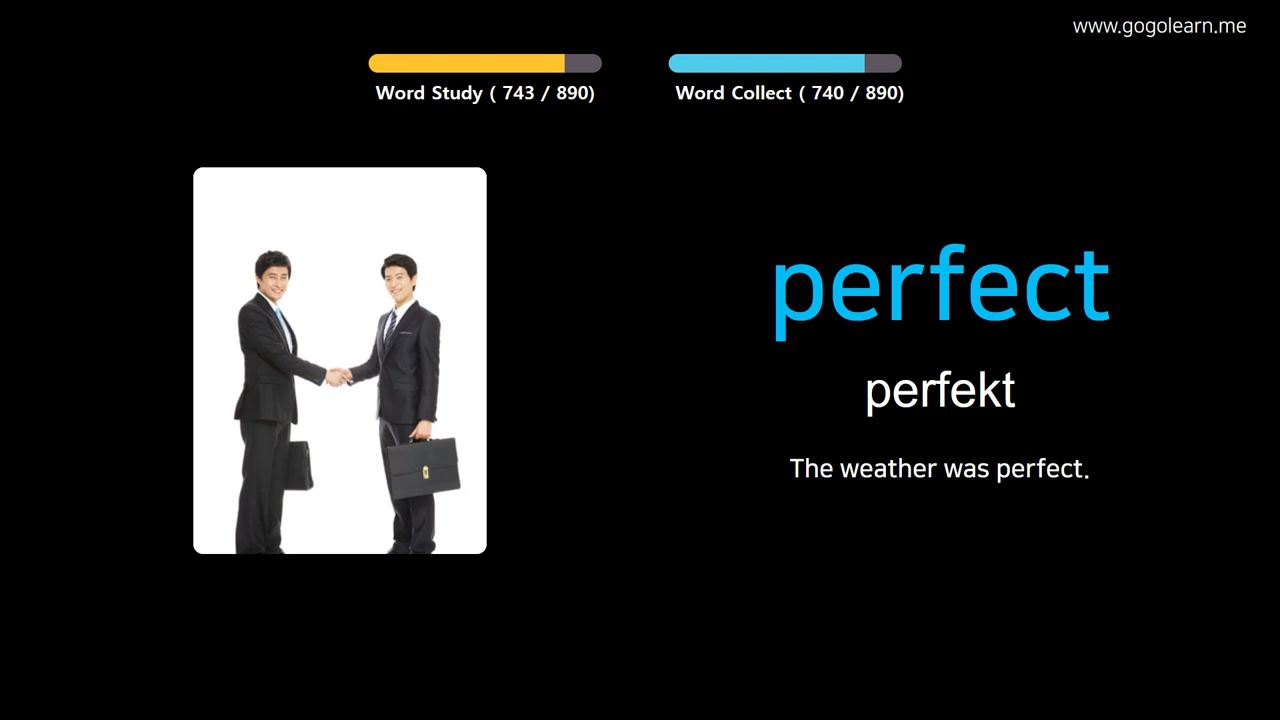 www.gogolearn.me
Word Study ( 743 / 890)
Word Collect ( 740 / 890)
perfect
perfekt
The weather was perfect.